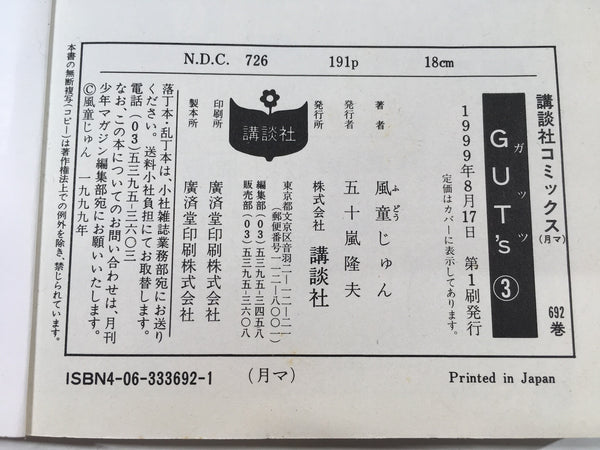 N.D.C. 726 191p 18cm
講談社コミックス(月マ)
692巻
ガッツ
GUT's ③
1999年8月17日 第1刷発行
定価はカバーに表示してあります。
ふどう
著者 風童じゅん
発行者 五十嵐隆夫
発行所 株式会社 講談社
東京都文京区音羽二-一二-二一
(郵便番号一一二-八〇〇一)
編集部(03)五三九五-三四五八
販売部(03)五三九五-三六〇八
講談社
印刷所 廣済堂印刷株式会社
製本所 廣済堂印刷株式会社
落丁本・乱丁本は、小社雑誌業務部宛にお送り
ください。送料小社負担にてお取替します。
電話(03)五三九五-三六〇三
なお、この本についてのお問い合わせは、月刊
少年マガジン編集部宛にお願いいたします。
©風童じゅん 一九九九年
本書の無断複写(コピー)は著作権法上での例外を除き、禁じられています。
ISBN4-06-333692-1 (月マ) Printed in Japan